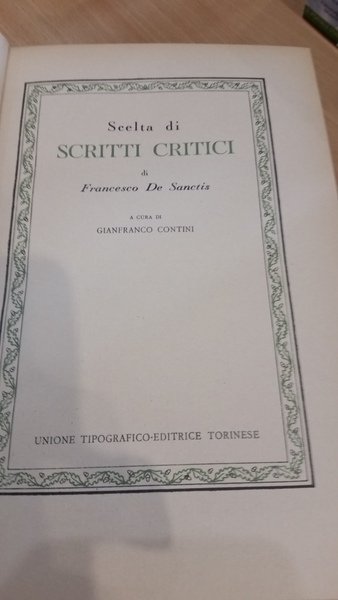 Scelta di
SCRITTI CRITICI
di
Francesco De Sanctis
A CURA DI
GIANFRANCO CONTINI
UNIONE TIPOGRAFICO-EDITRICE TORINESE